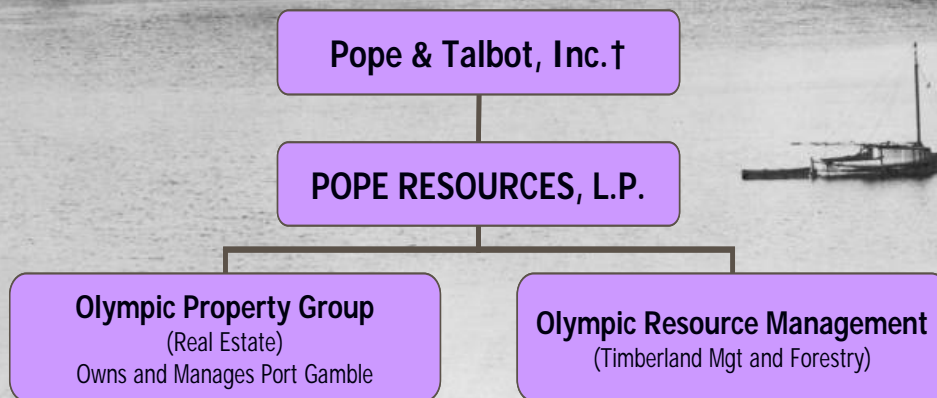 Pope & Talbot, Inc.†
POPE RESOURCES, L.P.
Olympic Property Group
(Real Estate)
Owns and Manages Port Gamble
Olympic Resource Management
(Timberland Mgt and Forestry)